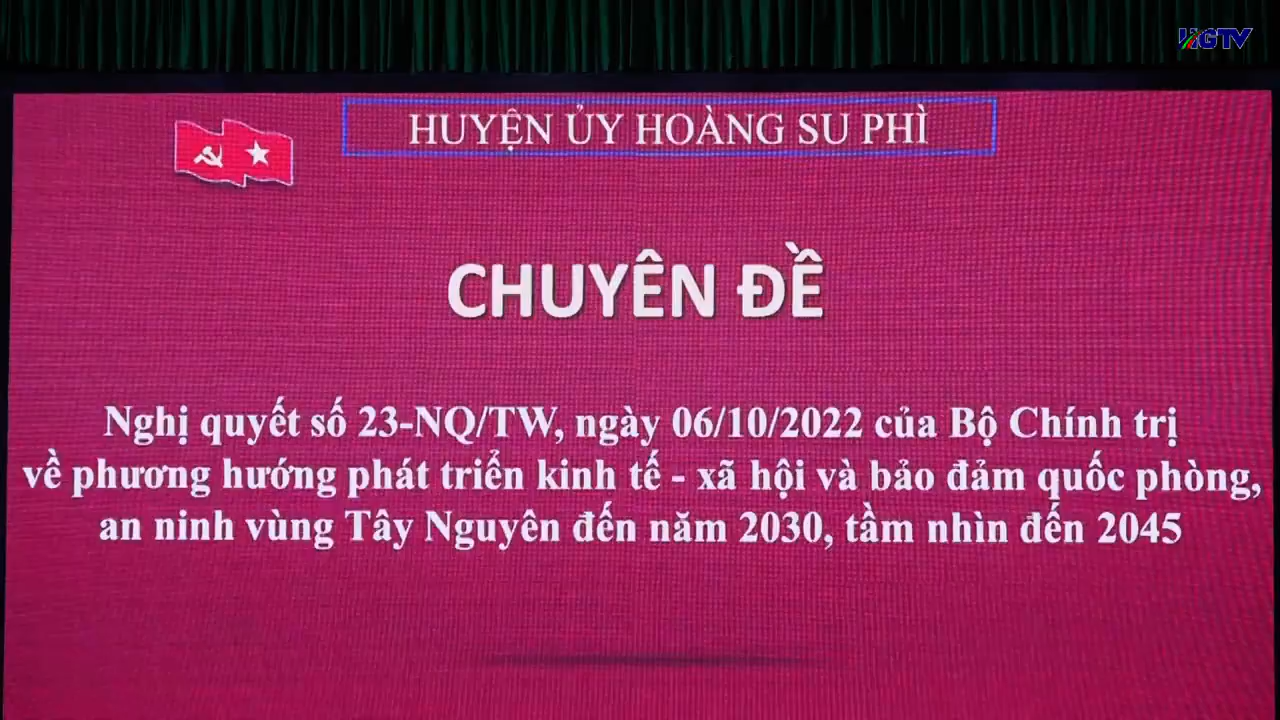 HGTV
HUYỆN ỦY HOÀNG SU PHÌ
CHUYÊN ĐỀ
Nghị quyết số 23-NQ/TW, ngày 06/10/2022 của Bộ Chính trị
về phương hướng phát triển kinh tế - xã hội và bảo đảm quốc phòng,
an ninh vùng Tây Nguyên đến năm 2030, tầm nhìn đến 2045